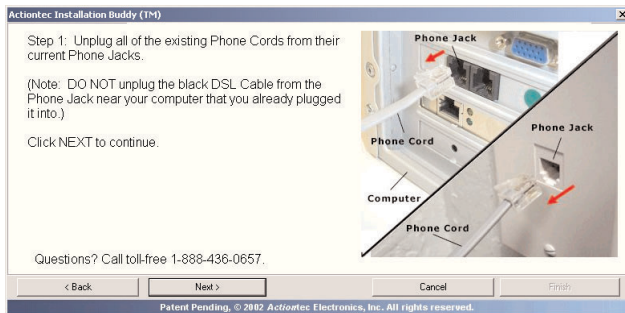 Actiontec Installation Buddy (TM)
Step 1: Unplug all of the existing Phone Cords from their
current Phone Jacks.
(Note: DO NOT unplug the black DSL Cable from the
Phone Jack near your computer that you already plugged
it into.)
Click NEXT to continue.
Questions? Call toll-free 1-888-436-0657.
Phone Jack
Phone Cord
Computer
Phone Jack
Phone Cord
< Back
Next >
Cancel
Finish
Patent Pending, © 2002 Actiontec Electronics, Inc. All rights reserved.